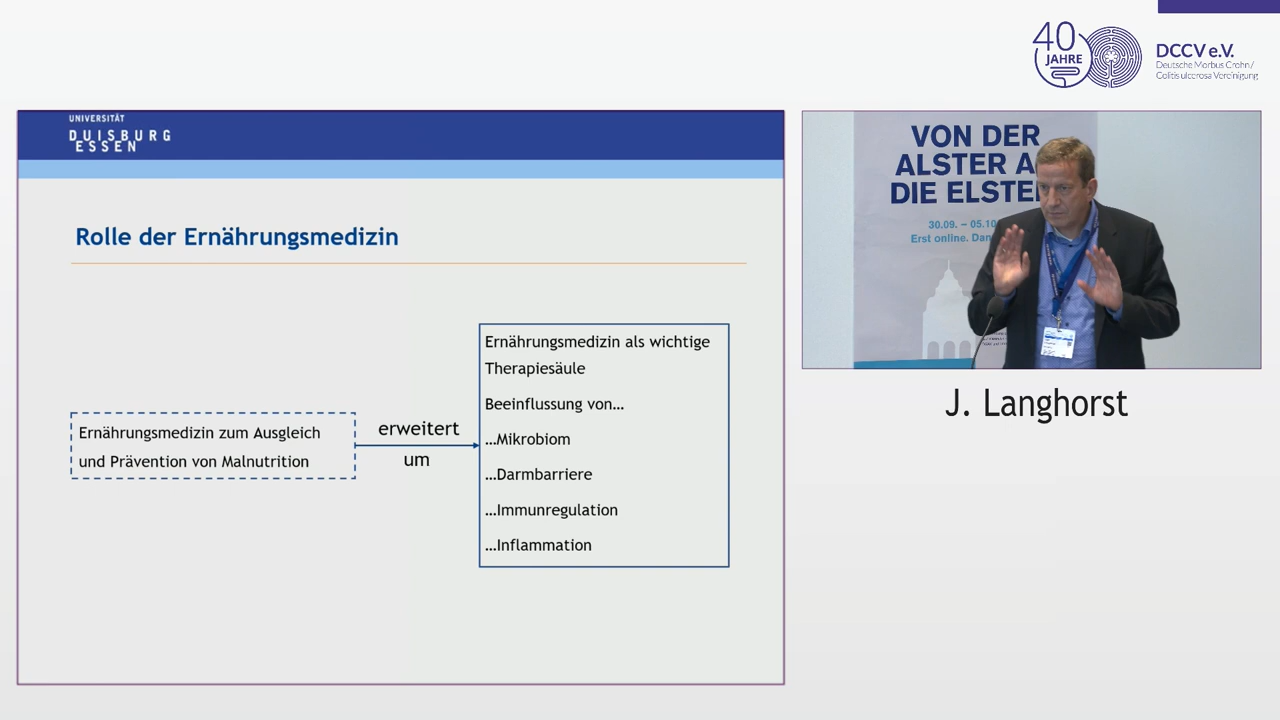 40
JAHRE
DCCV e.V.
Deutsche Morbus Crohn /
Colitis ulcerosa Vereinigung
UNIVERSITÄT
DUISBURG
ESSEN
Rolle der Ernährungsmedizin
Ernährungsmedizin zum Ausgleich
und Prävention von Malnutrition
erweitert
um
Ernährungsmedizin als wichtige
Therapiesäule
Beeinflussung von…
…Mikrobiom
…Darmbarriere
…Immunregulation
…Inflammation
VON DER
ALSTER A
DIE ELSTE
30.09. – 05.10
Erst online. Dan
J. Langhorst